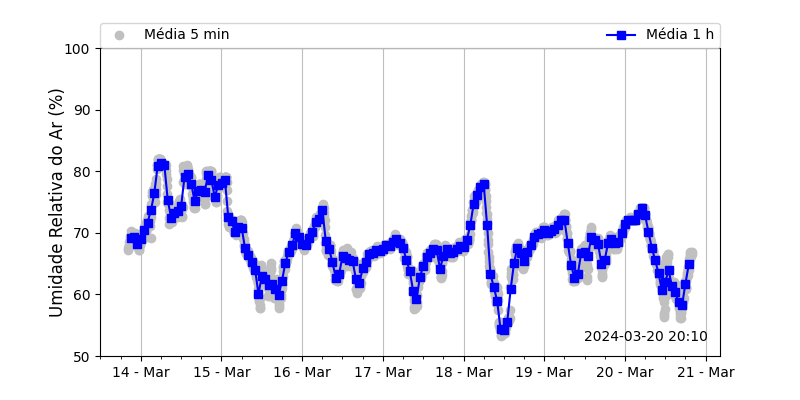 Média 5 min
Média 1 h
Umidade Relativa do Ar (%)
100
90
80
70
60
50
2024-03-20 20:10
14 - Mar
15 - Mar
16 - Mar
17 - Mar
18 - Mar
19 - Mar
20 - Mar
21 - Mar